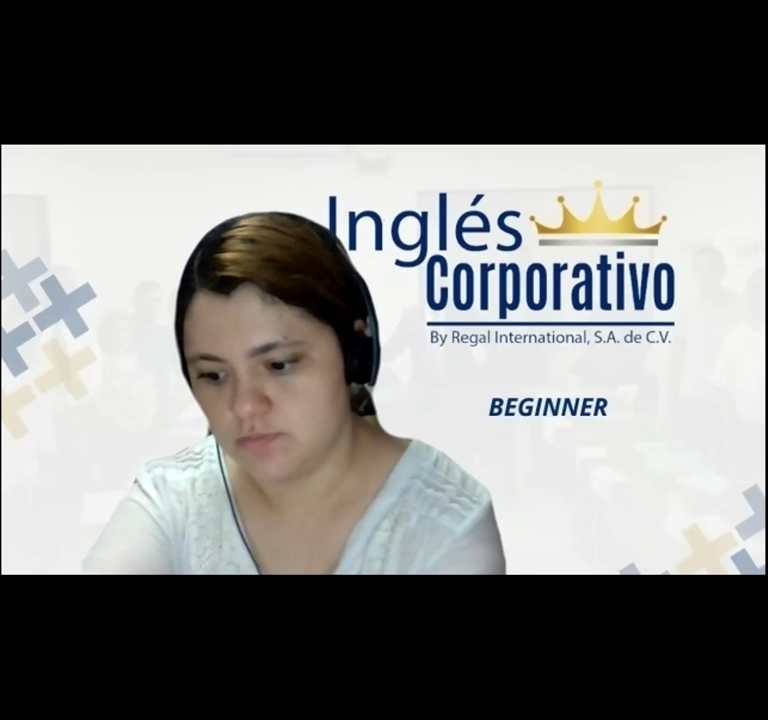 Inglés
Corporativo
By Regal International, S.A. de C.V.
BEGINNER